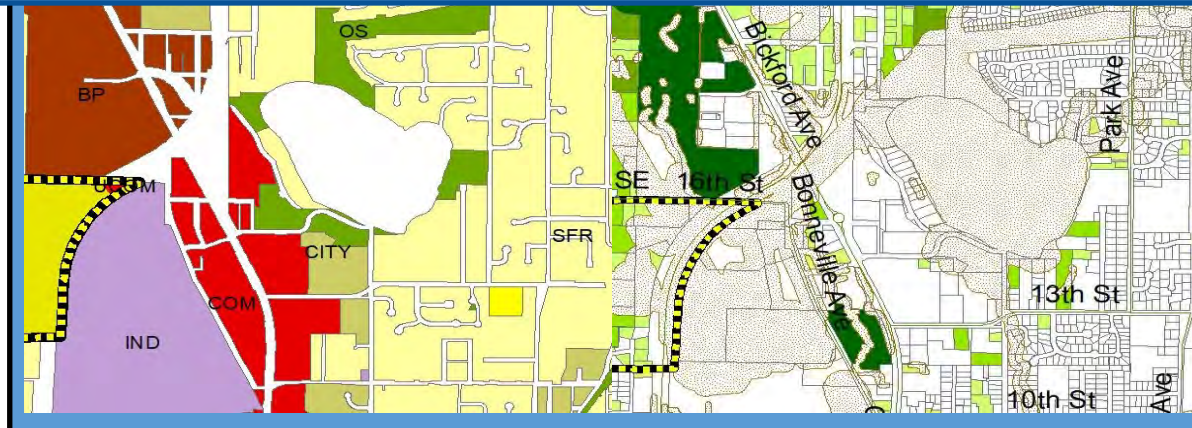 OS
BP
CITY
SFR
COM
IND
Bickford Ave
Park Ave
SE
16th St
Bonneville Ave
13th St
10th St
Ave